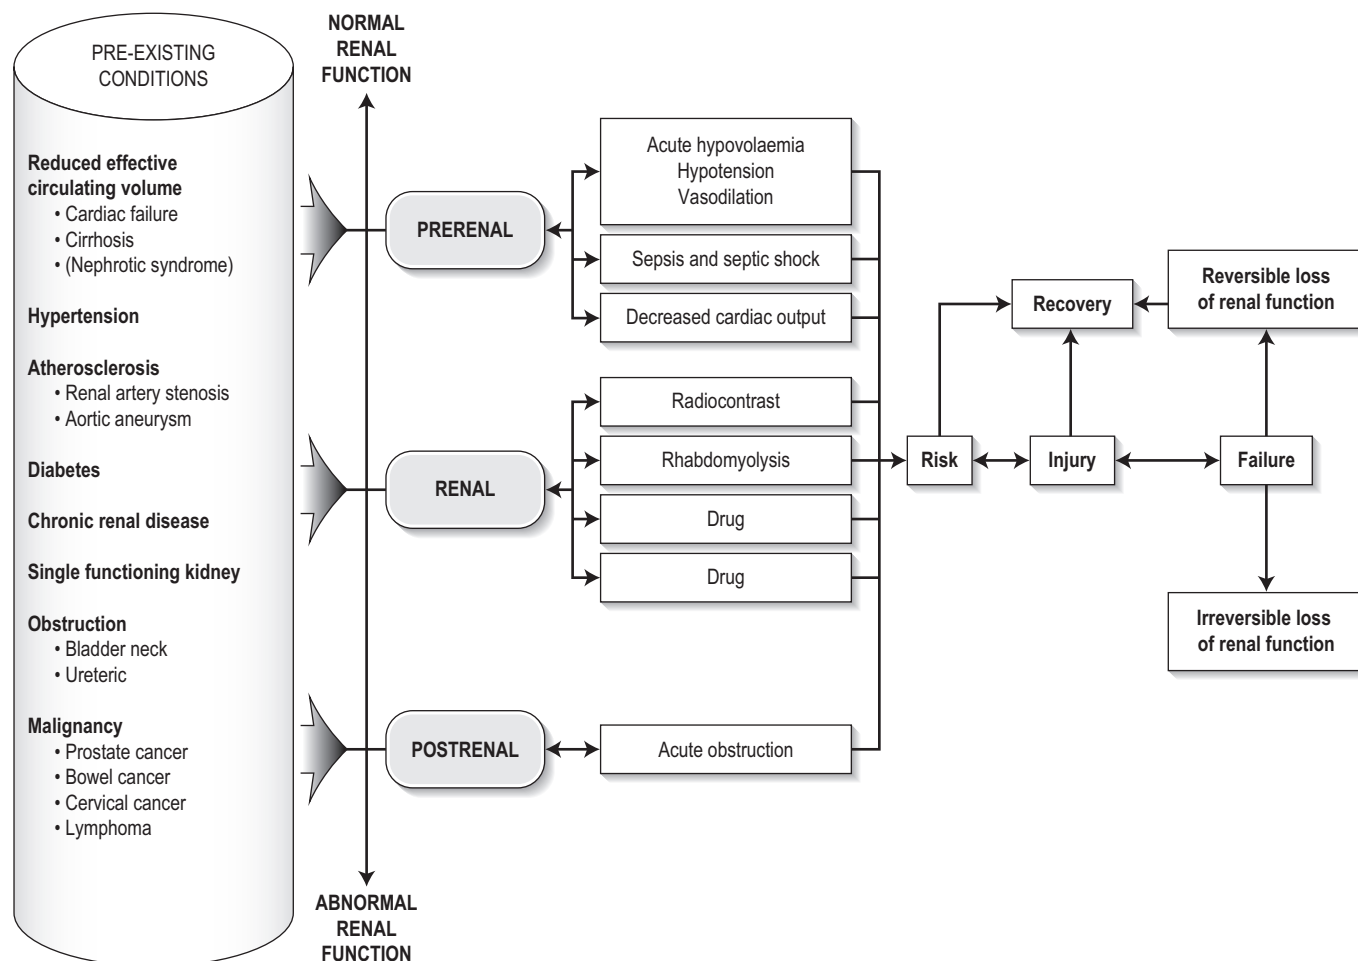 PRE-EXISTING
CONDITIONS
Reduced effective
circulating volume
• Cardiac failure
• Cirrhosis
• (Nephrotic syndrome)
Hypertension
Atherosclerosis
• Renal artery stenosis
• Aortic aneurysm
Diabetes
Chronic renal disease
Single functioning kidney
Obstruction
• Bladder neck
• Ureteric
Malignancy
• Prostate cancer
• Bowel cancer
• Cervical cancer
• Lymphoma
NORMAL
RENAL
FUNCTION
ABNORMAL
RENAL
FUNCTION
PRERENAL
Acute hypovolaemia
Hypotension
Vasodilation
Sepsis and septic shock
Decreased cardiac output
RENAL
Radiocontrast
Rhabdomyolysis
Drug
Drug
POSTRENAL
Acute obstruction
Risk
Injury
Failure
Recovery
Reversible loss
of renal function
Irreversible loss
of renal function